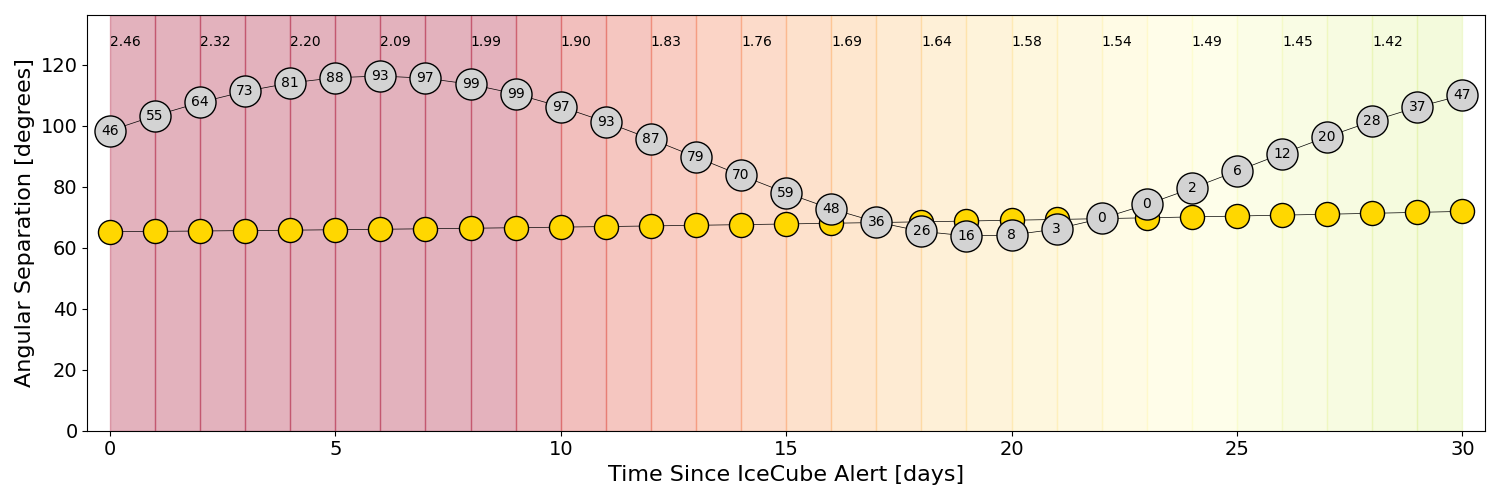 2.46 2.32 2.20 2.09 1.99 1.90 1.83 1.76 1.69 1.64 1.58 1.54 1.49 1.45 1.42
46 55 64 73 81 88 93 97 99 99 97 93 87 79 70 59 48 36 26 16 8 3 0 0 2 6 12 20 28 37 47
Angular Separation [degrees]
120
100
80
60
40
20
0
0 5 10 15 20 25 30
Time Since IceCube Alert [days]